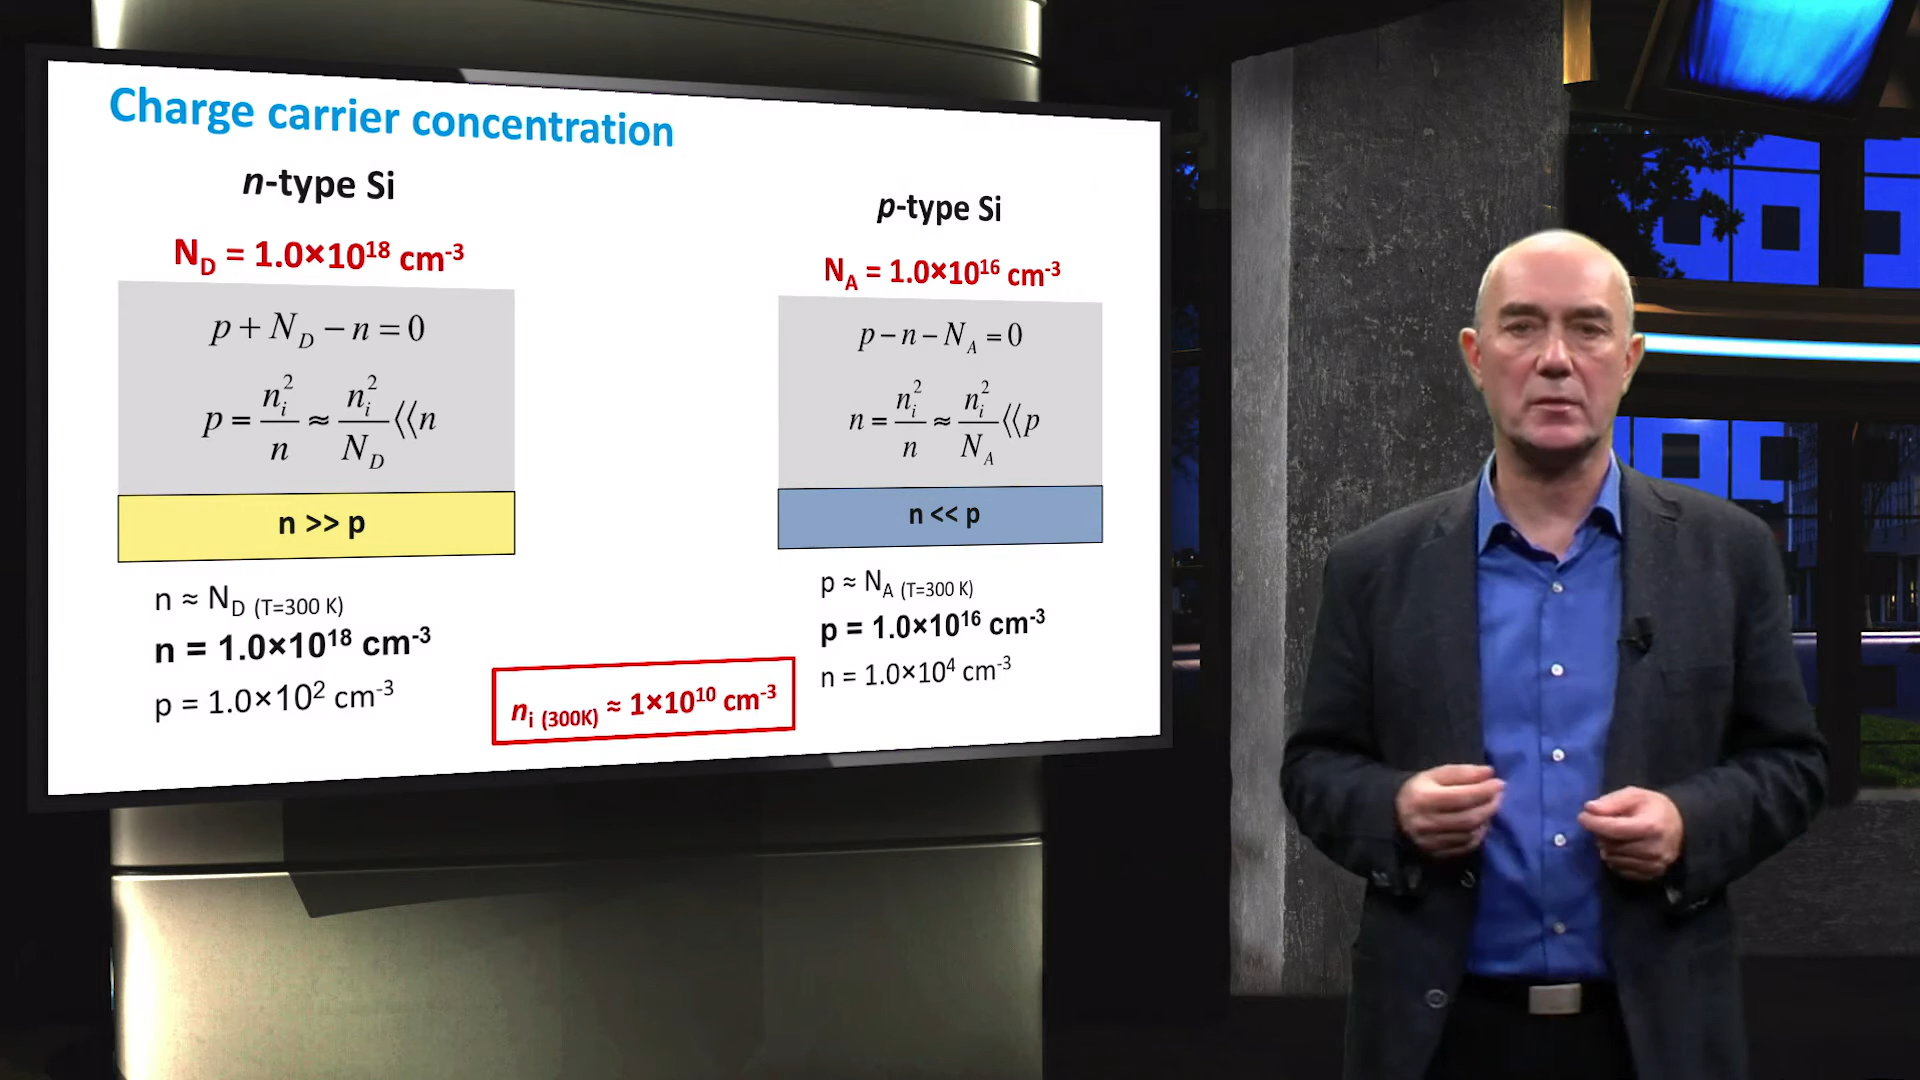 Charge carrier concentration
n-type Si
N_D = 1.0×10^18 cm^-3
p + N_D − n = 0
p = n_i^2 / n ≈ n_i^2 / N_D ⟨⟨ n
n >> p
n ≈ N_D (T=300 K)
n = 1.0×10^18 cm^-3
p = 1.0×10^2 cm^-3
n_i (300K) ≈ 1×10^10 cm^-3
p-type Si
N_A = 1.0×10^16 cm^-3
p − n − N_A = 0
n = n_i^2 / n ≈ n_i^2 / N_A ⟨⟨ p
n << p
p ≈ N_A (T=300 K)
p = 1.0×10^16 cm^-3
n = 1.0×10^4 cm^-3